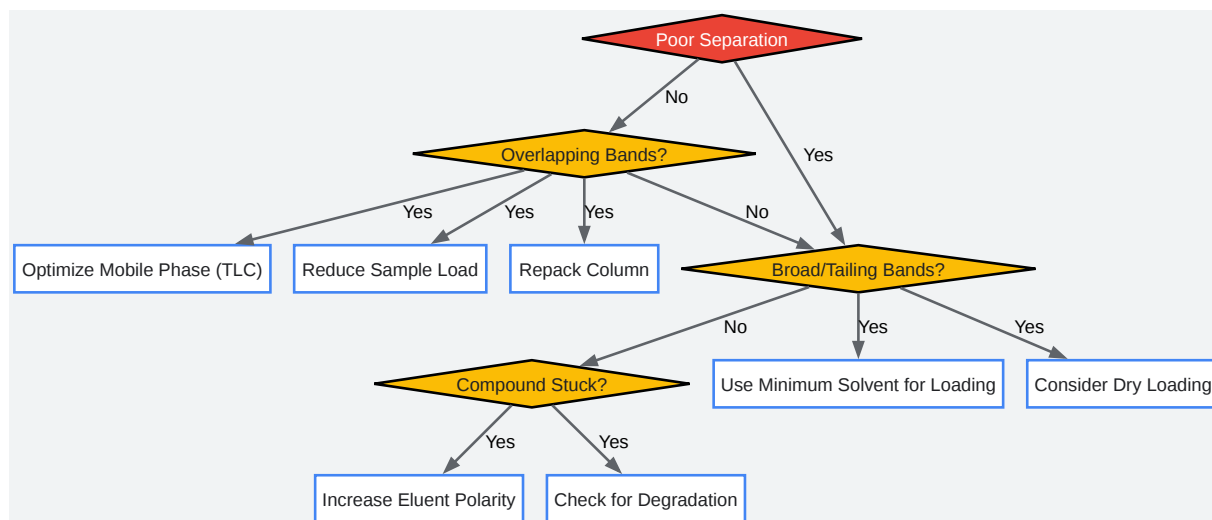 Poor Separation
No
Overlapping Bands?
Yes
Yes
Yes
Yes
No
Optimize Mobile Phase (TLC)
Reduce Sample Load
Repack Column
Broad/Tailing Bands?
No
Yes
Yes
Compound Stuck?
Use Minimum Solvent for Loading
Consider Dry Loading
Yes
Yes
Increase Eluent Polarity
Check for Degradation